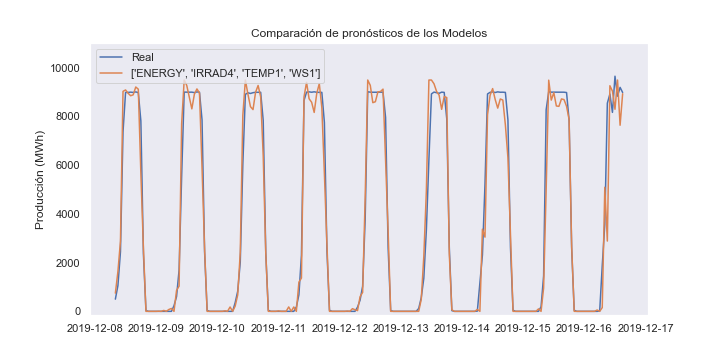 Comparación de pronósticos de los Modelos
Real
['ENERGY', 'IRRAD4', 'TEMP1', 'WS1']
Producción (MWh)
10000
8000
6000
4000
2000
0
2019-12-08 2019-12-09 2019-12-10 2019-12-11 2019-12-12 2019-12-13 2019-12-14 2019-12-15 2019-12-16 2019-12-17